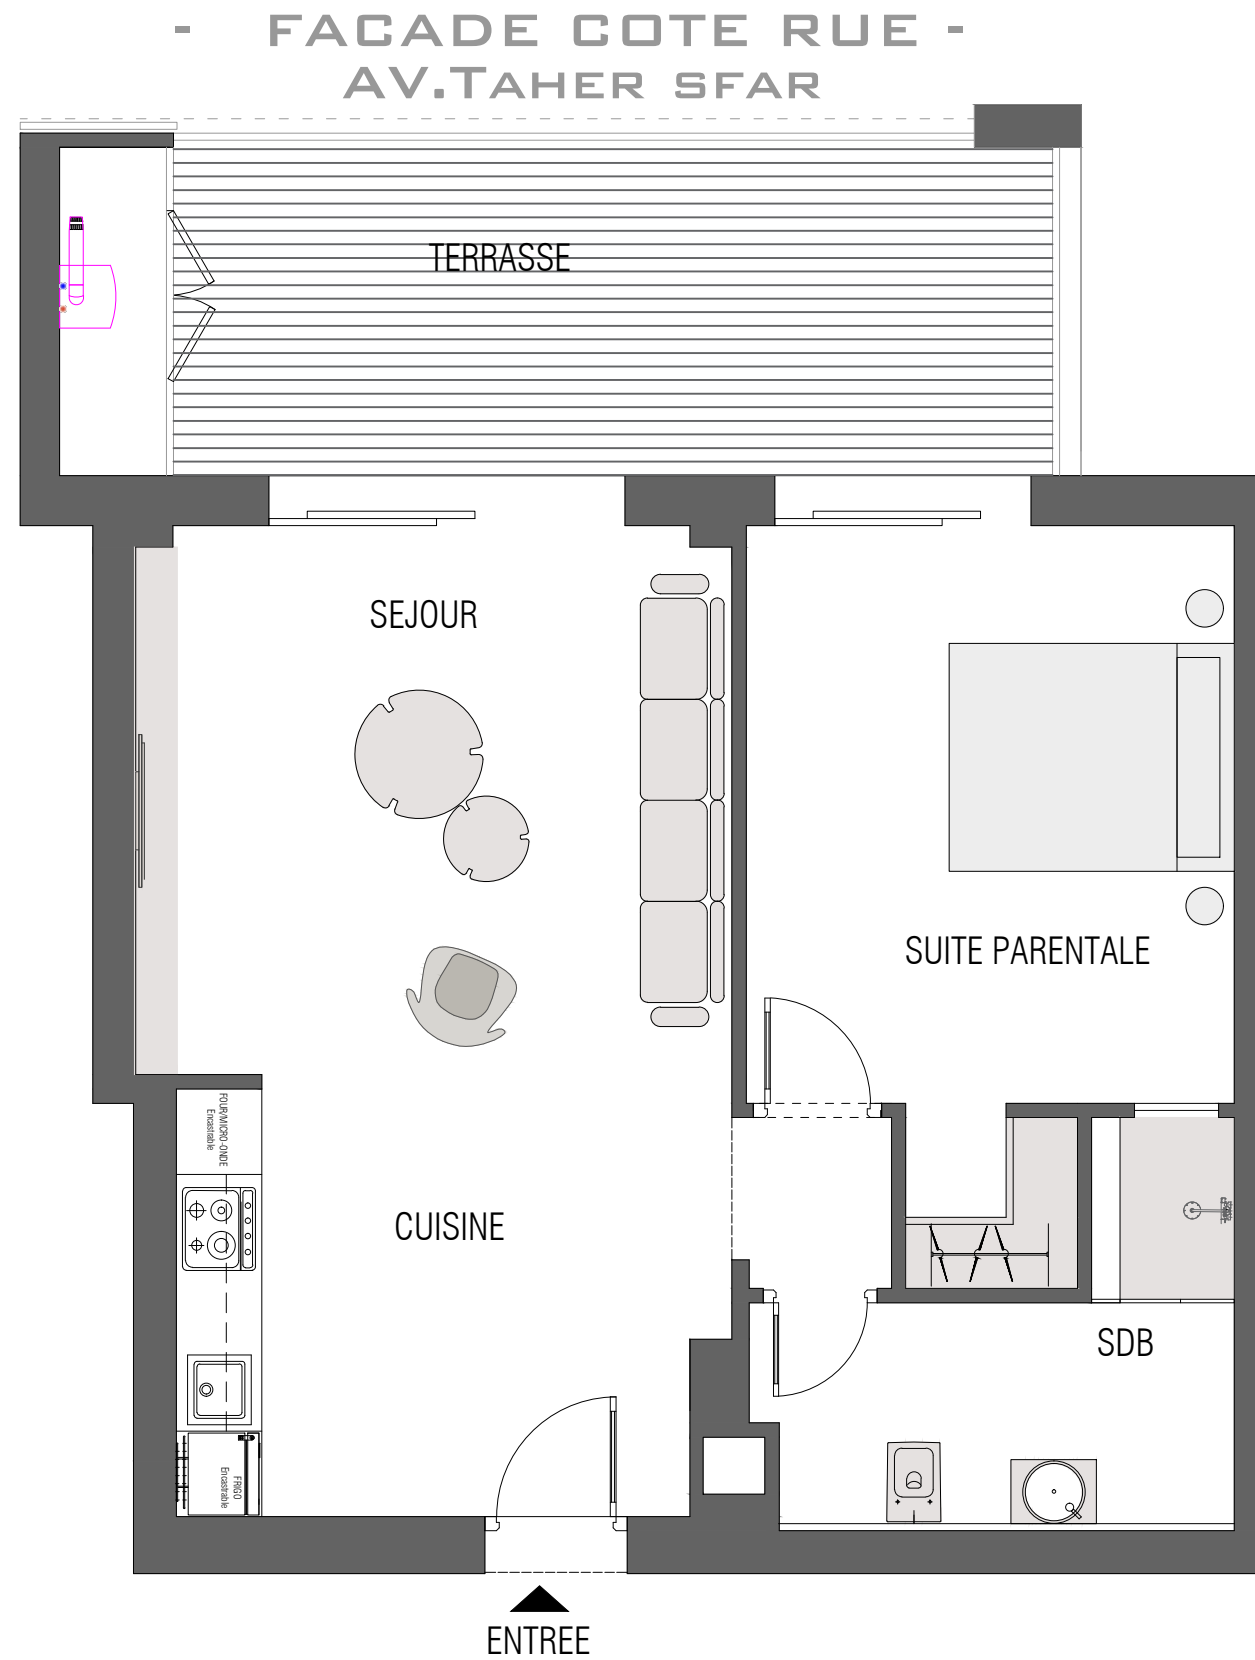 - FACADE COTE RUE -
AV.TAHER SFAR
TERRASSE
SEJOUR
SUITE PARENTALE
FOUR/MICRO-ONDE
Encastrable
CUISINE
SDB
FRIGO
Encastrable
ENTREE